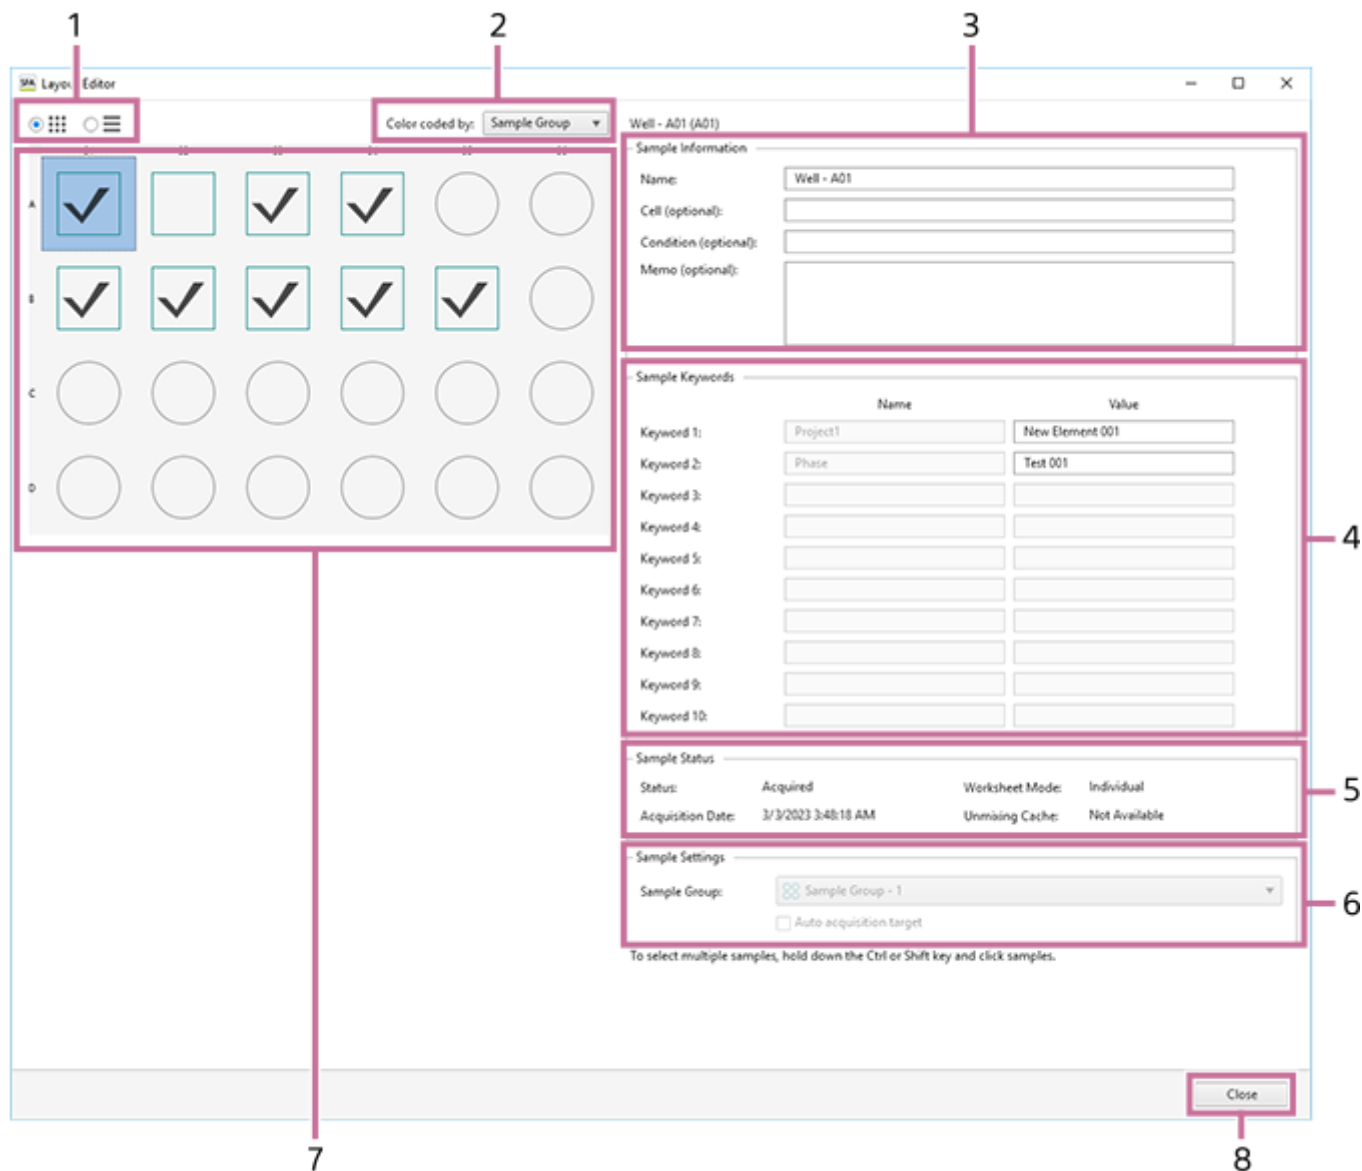 1
2
3
SFA Layout Editor
Color coded by: Sample Group
Well - A01 (A01)
Sample Information
Name: Well - A01
Cell (optional):
Condition (optional):
Memo (optional):
A
B
C
D
Sample Keywords
Name Value
Keyword 1: Project1 New Element 001
Keyword 2: Phase Test 001
Keyword 3:
Keyword 4:
Keyword 5:
Keyword 6:
Keyword 7:
Keyword 8:
Keyword 9:
Keyword 10:
4
Sample Status
Status: Acquired Worksheet Mode: Individual
Acquisition Date: 3/3/2023 3:48:18 AM Unmixing Cache: Not Available
5
Sample Settings
Sample Group: Sample Group - 1
Auto acquisition target
6
To select multiple samples, hold down the Ctrl or Shift key and click samples.
Close
7
8